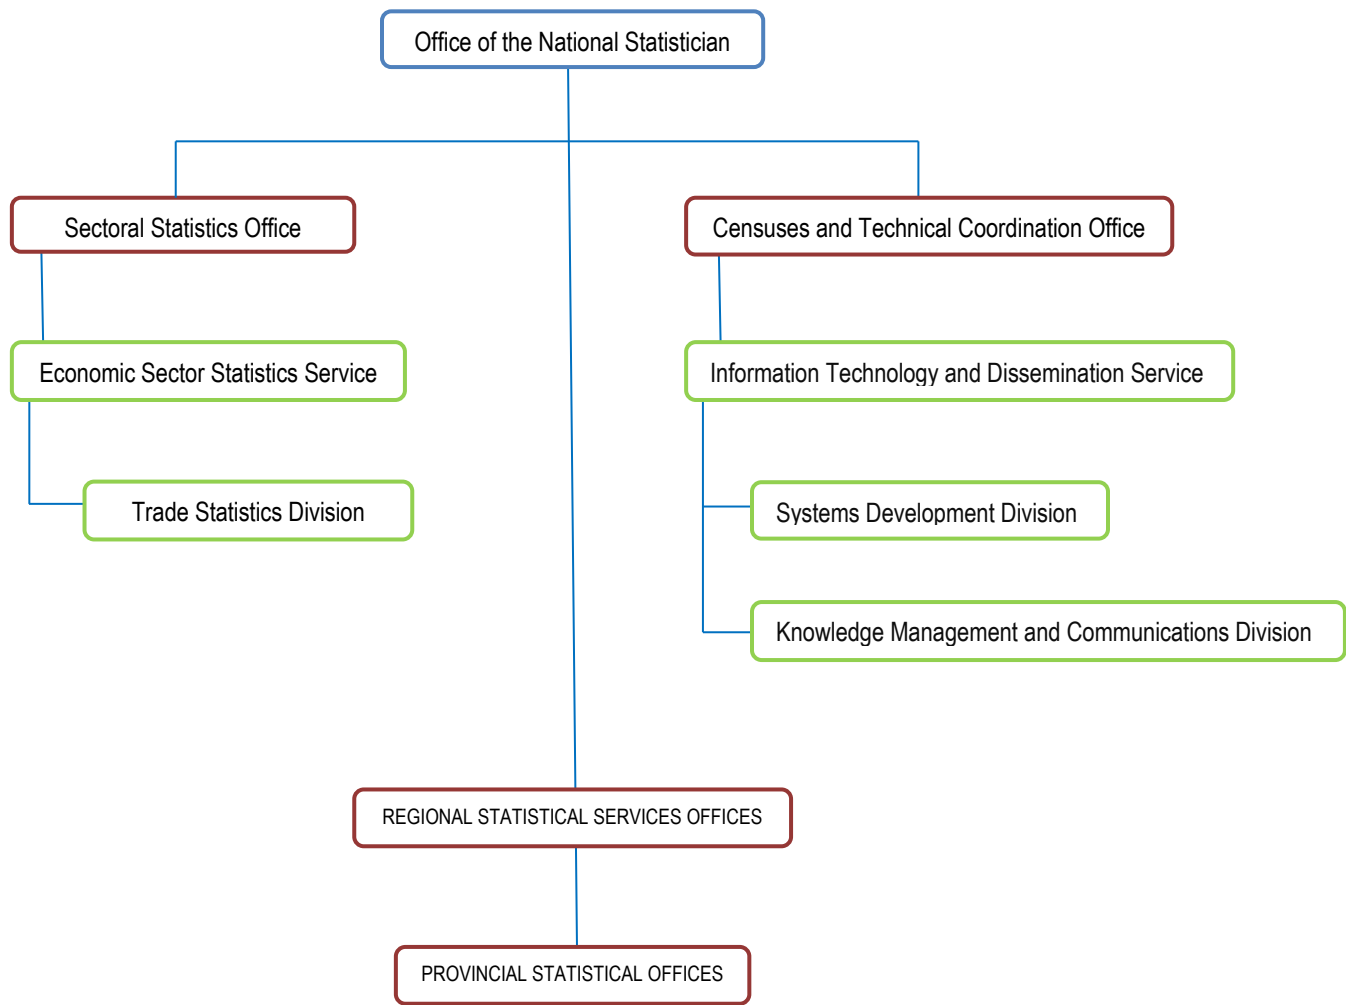 Office of the National Statistician
Sectoral Statistics Office
Censuses and Technical Coordination Office
Economic Sector Statistics Service
Information Technology and Dissemination Service
Trade Statistics Division
Systems Development Division
Knowledge Management and Communications Division
REGIONAL STATISTICAL SERVICES OFFICES
PROVINCIAL STATISTICAL OFFICES